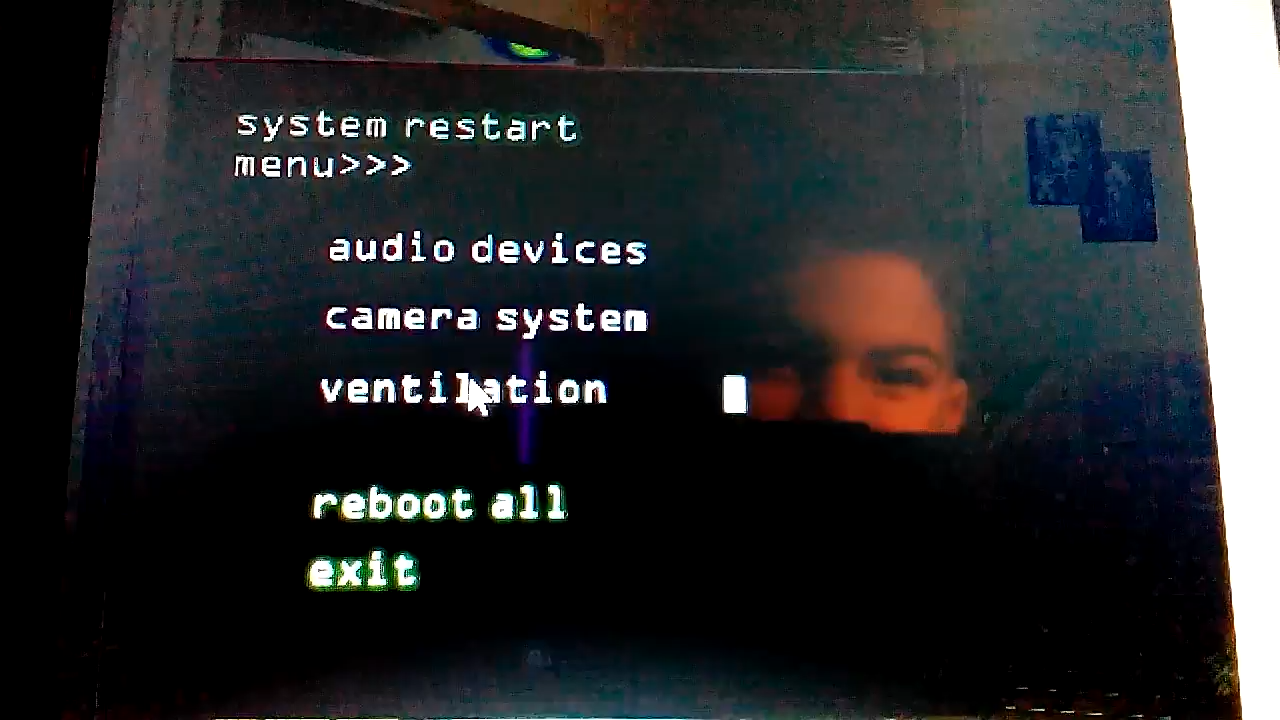 system restart
menu>>>
audio devices
camera system
ventilation
reboot all
exit